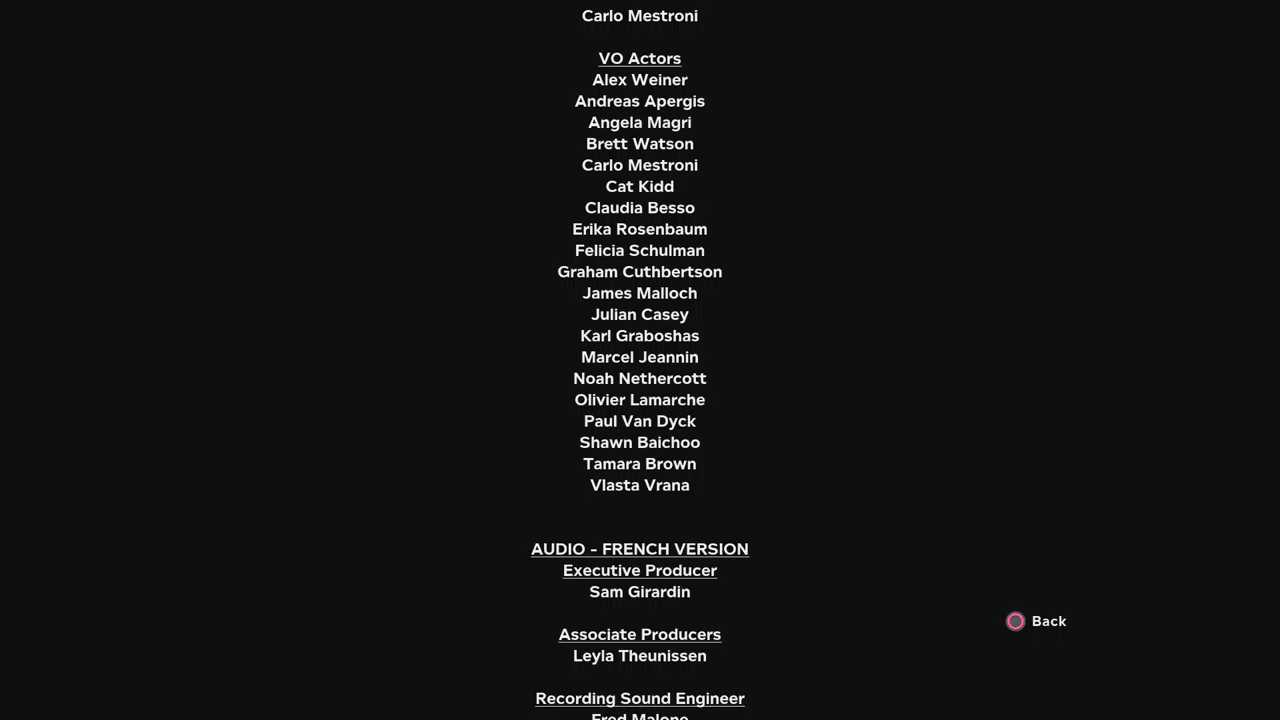 Carlo Mestroni
VO Actors
Alex Weiner
Andreas Apergis
Angela Magri
Brett Watson
Carlo Mestroni
Cat Kidd
Claudia Besso
Erika Rosenbaum
Felicia Schulman
Graham Cuthbertson
James Malloch
Julian Casey
Karl Graboshas
Marcel Jeannin
Noah Nethercott
Olivier Lamarche
Paul Van Dyck
Shawn Baichoo
Tamara Brown
Vlasta Vrana
AUDIO - FRENCH VERSION
Executive Producer
Sam Girardin
Back
Associate Producers
Leyla Theunissen
Recording Sound Engineer
Fred Malone